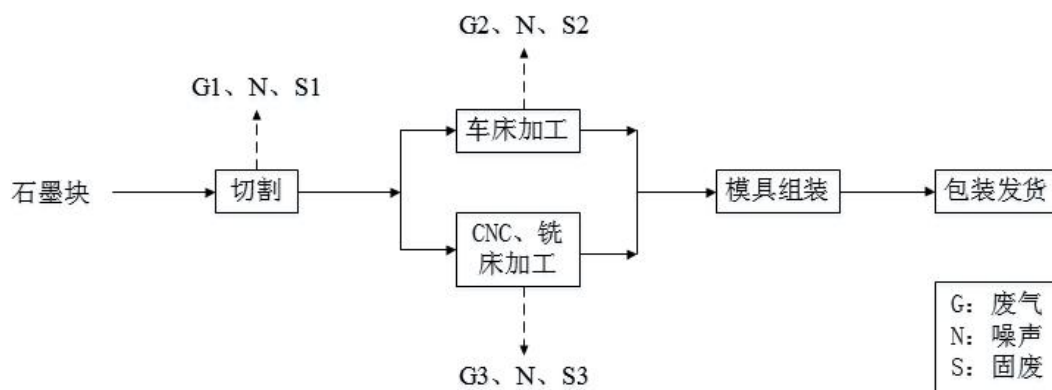 G2、N、S2
G1、N、S1
车床加工
石墨块
切割
模具组装
包装发货
CNC、铣
床加工
G3、N、S3
G: 废气
N: 噪声
S: 固废